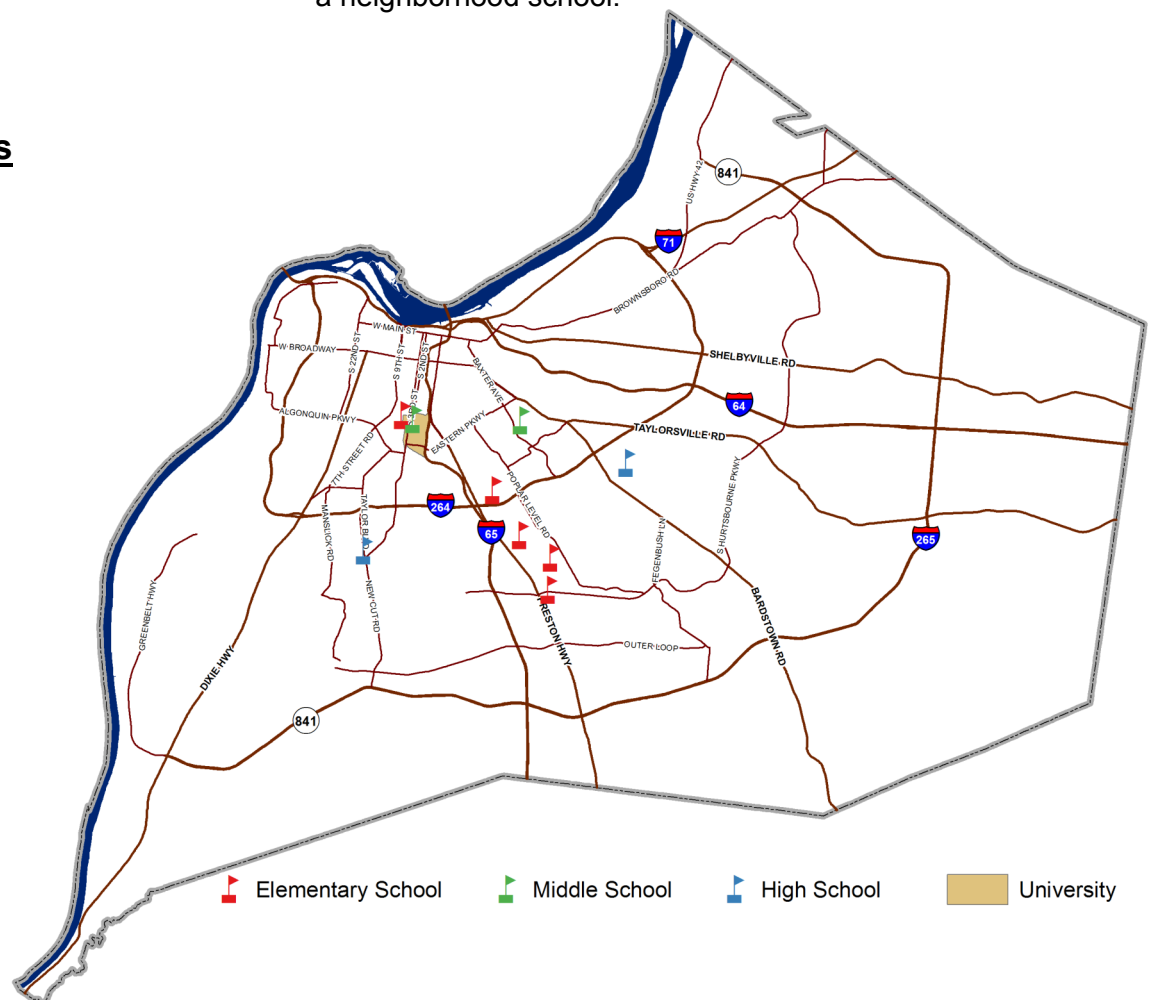 a neighborhood school.
s
841
US HWY 42
71
BROWNSBORO RD
W MAIN ST
W BROADWAY
S 22ND ST
S 9TH ST
S 2ND ST
BAXTER AVE
SHELBYVILLE RD
64
ALGONQUIN PKWY
3RD ST
EASTERN PKWY
TAYLORSVILLE RD
7TH STREET RD
S HURTSBOURNE PKWY
POPLAR LEVEL RD
264
65
265
MANSLICK RD
TAYLOR BL
FEGENBUSH LN
GREENBELT HWY
NEW CUT RD
BARDSTOWN RD
PRESTON HWY
OUTER LOOP
DIXIE HWY
841
Elementary School
Middle School
High School
University